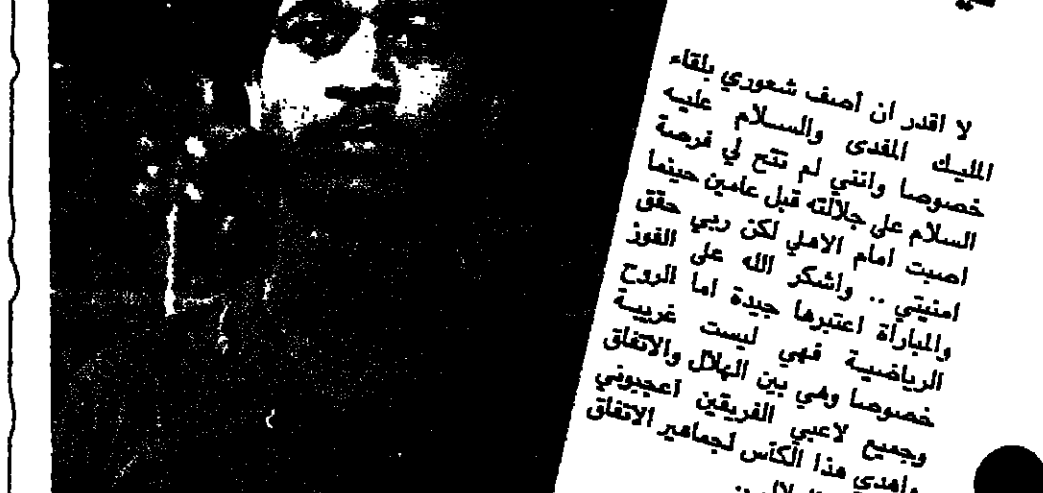 لا اقدر ان أصف شعوري بلقاء
المليك المفدى والسلام عليه
خصوصا وانني لم تتح لي فرصة
السلام على جلالته قبل عامين حينما
اصبت امام الاهلي لكن ربي حقق
امنيتي .. واشكر الله على الفوز
والمباراة اعتبرها جيدة اما الروح
الرياضية فهي ليست غريبة
خصوصا وهي بين الهلال والاتفاق
وجميع لاعبي الفريقين اعجبوني
واهدي هذا الكأس لجماهير الاتفاق